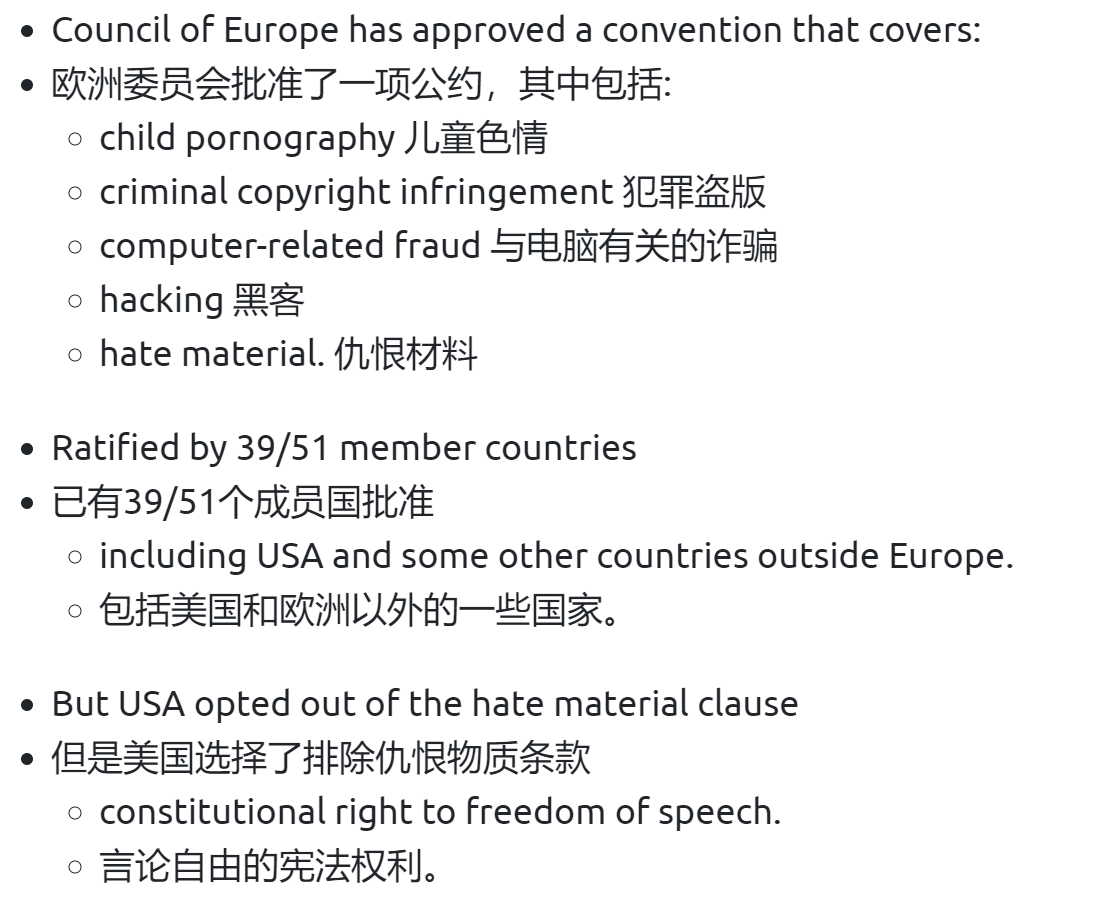 Council of Europe has approved a convention that covers:
欧洲委员会批准了一项公约，其中包括:
child pornography 儿童色情
criminal copyright infringement 犯罪盗版
computer-related fraud 与电脑有关的诈骗
hacking 黑客
hate material. 仇恨材料
Ratified by 39/51 member countries
已有39/51个成员国批准
including USA and some other countries outside Europe.
包括美国和欧洲以外的一些国家。
But USA opted out of the hate material clause
但是美国选择了排除仇恨物质条款
constitutional right to freedom of speech.
言论自由的宪法权利。